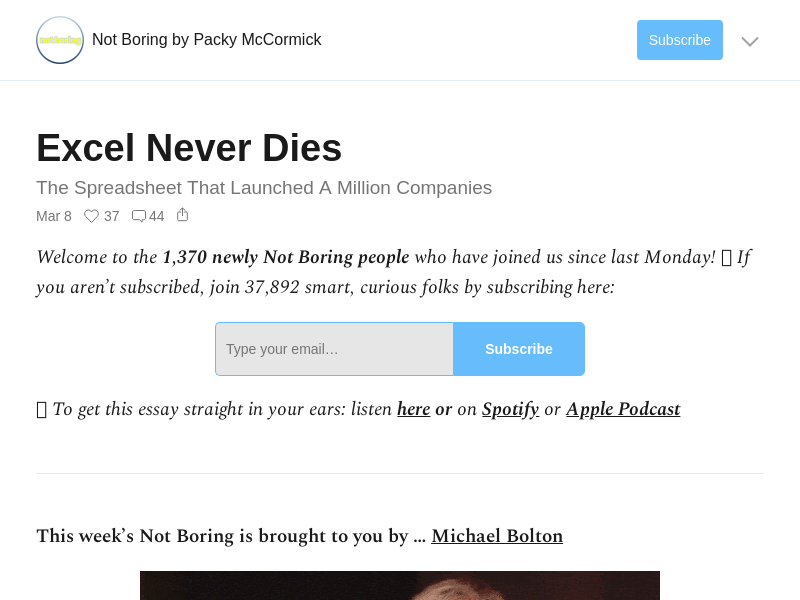 not boring
Not Boring by Packy McCormick
Subscribe
Excel Never Dies
The Spreadsheet That Launched A Million Companies
Mar 8 37 44
Welcome to the 1,370 newly Not Boring people who have joined us since last Monday! If
you aren’t subscribed, join 37,892 smart, curious folks by subscribing here:
Type your email…
Subscribe
To get this essay straight in your ears: listen here or on Spotify or Apple Podcast
This week’s Not Boring is brought to you by ... Michael Bolton